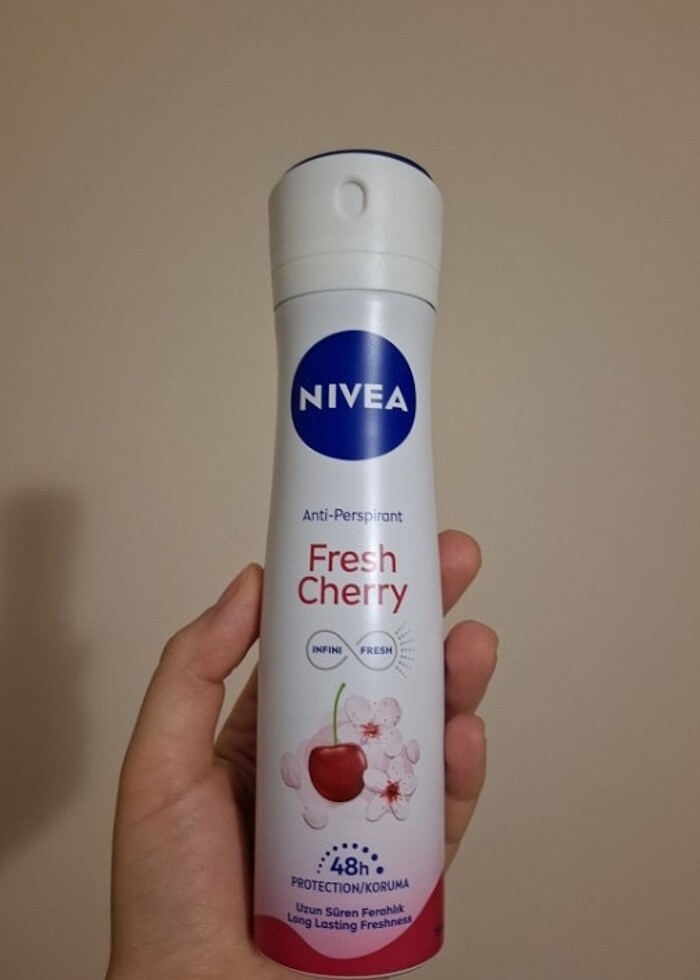 NIVEA
Anti-Perspirant
Fresh
Cherry
INFINI FRESH
48h
PROTECTION/KORUMA
Uzun Süren Ferahlık
Long Lasting Freshness